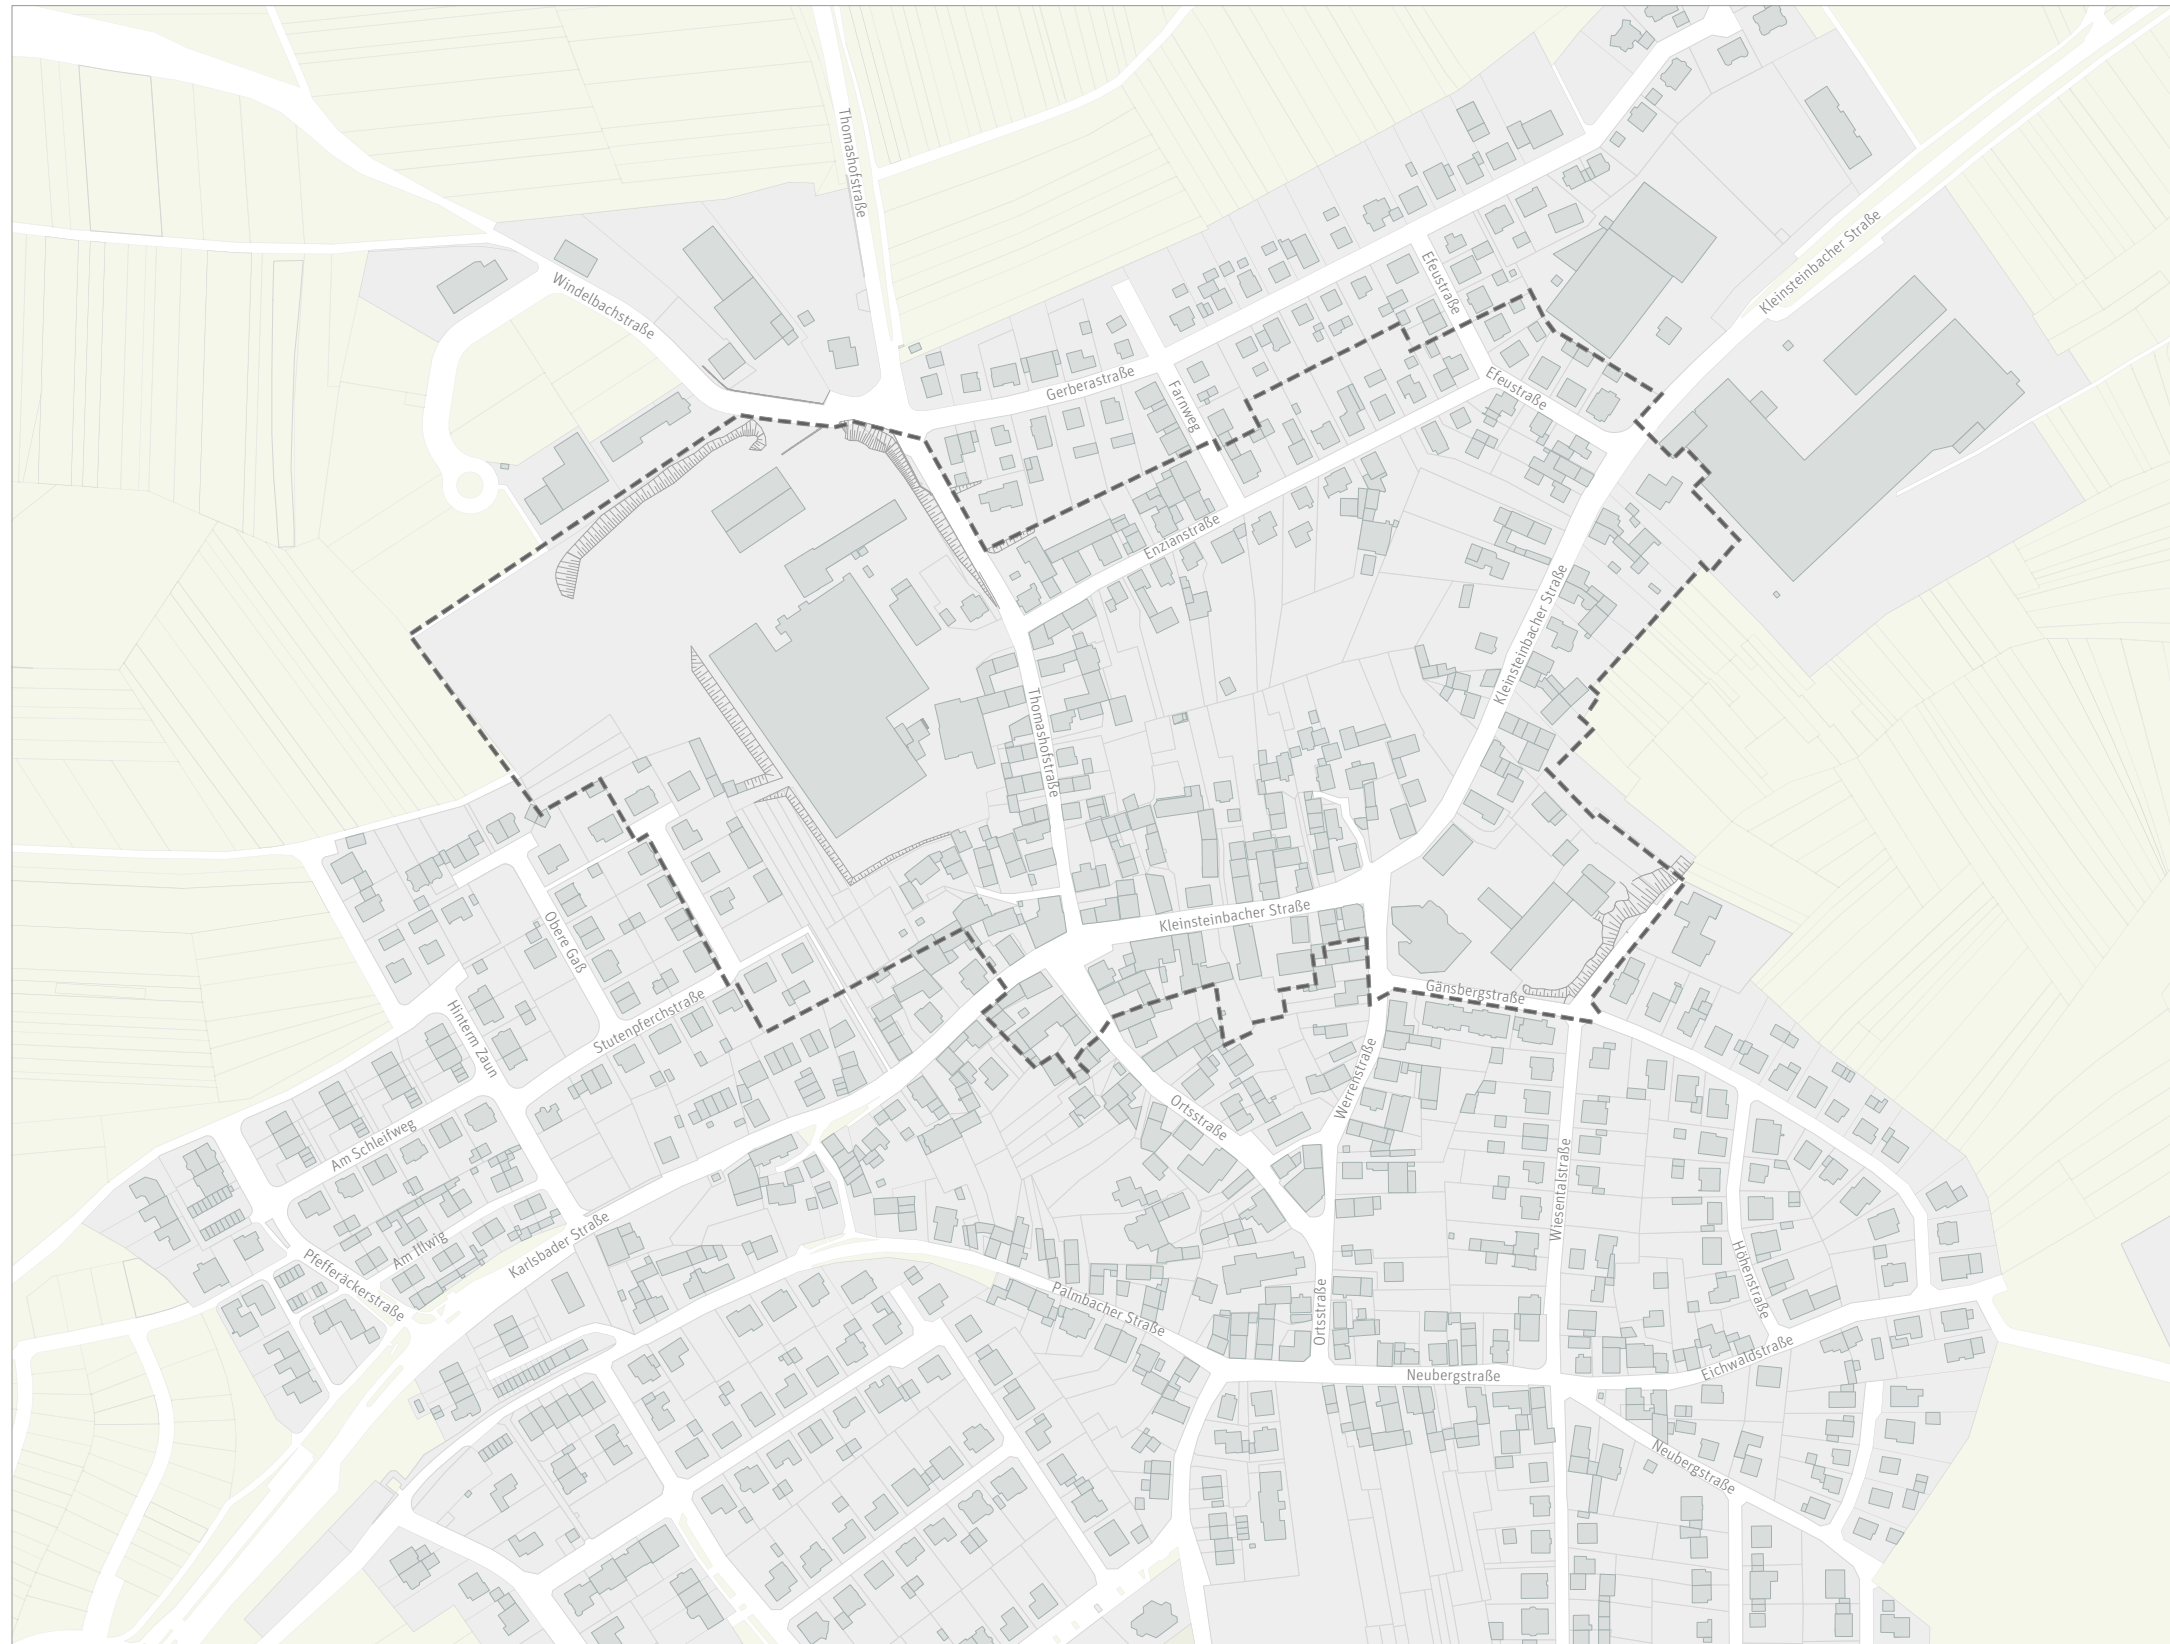 Thomashofstraße
Kleinsteinbacher Straße
Windelbachstraße
Efeustraße
Gerberastraße
Farnweg
Efeustraße
Enzianstraße
Kleinsteinbacher Straße
Thomashofstraße
Kleinsteinbacher Straße
Obere Gaß
Gänsbergstraße
Hinterm Zaun
Stutenpferchstraße
Werrenstraße
Ortsstraße
Am Schleifweg
Wiesentalstraße
Am Illwig
Karlsbader Straße
Pfefferäckerstraße
Höhenstraße
Palmbacher Straße
Ortsstraße
Eichwaldstraße
Neubergstraße
Neubergstraße